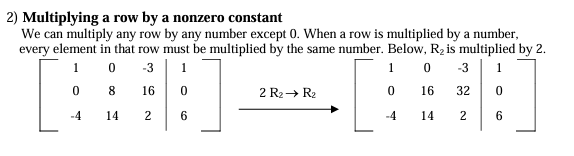 2) Multiplying a row by a nonzero constant
We can multiply any row by any number except 0. When a row is multiplied by a number,
every element in that row must be multiplied by the same number. Below, R₂ is multiplied by 2.
1 0 -3 1 1 0 -3 1
0 8 16 0 2 R₂ → R₂ 0 16 32 0
-4 14 2 6 -4 14 2 6